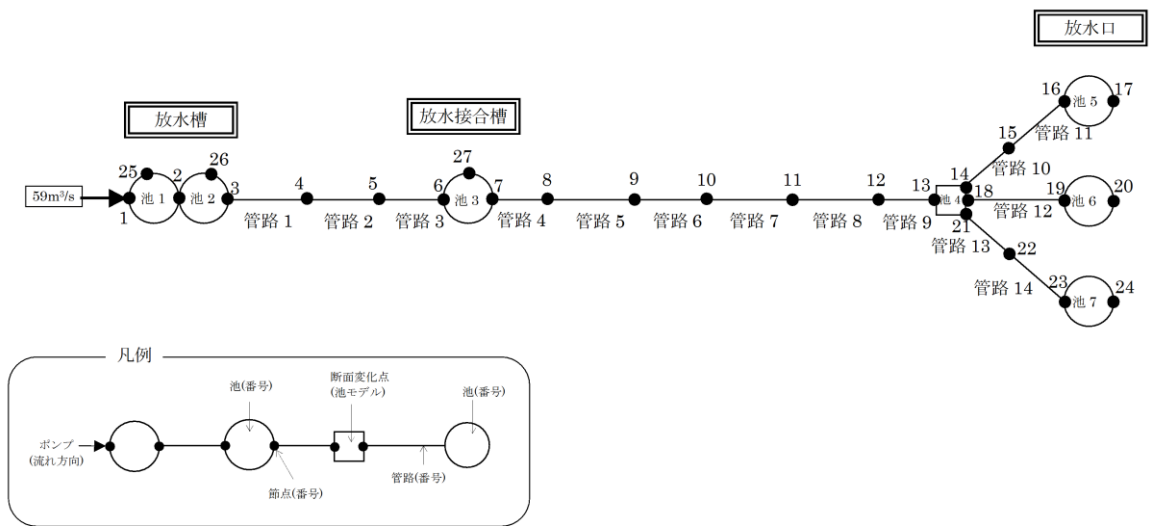 放水口
放水槽
放水接合槽
59m³/s
25
26
27
1
2
3
4
5
6
7
8
9
10
11
12
13
14
15
16
17
18
19
20
21
22
23
24
池 1
池 2
池 3
池 4
池 5
池 6
池 7
管路 1
管路 2
管路 3
管路 4
管路 5
管路 6
管路 7
管路 8
管路 9
管路 10
管路 11
管路 12
管路 13
管路 14
凡例
池(番号)
断面変化点
(池モデル)
池(番号)
ポンプ
(流れ方向)
節点(番号)
管路(番号)